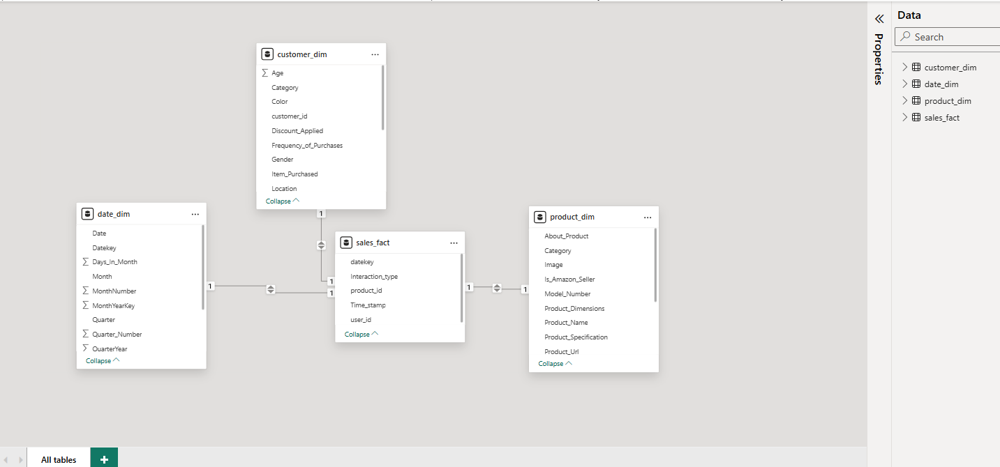 customer_dim
Age
Category
Color
customer_id
Discount_Applied
Frequency_of_Purchases
Gender
Item_Purchased
Location
Collapse
1
date_dim
Date
Datekey
Days_In_Month
Month
MonthNumber
MonthYearKey
Quarter
Quarter_Number
QuarterYear
Collapse
1
sales_fact
datekey
Interaction_type
product_id
Time_stamp
user_id
Collapse
1
1
1
1
product_dim
About_Product
Category
Image
Is_Amazon_Seller
Model_Number
Product_Dimensions
Product_Name
Product_Specification
Product_Url
Collapse
Properties
Data
Search
customer_dim
date_dim
product_dim
sales_fact
All tables